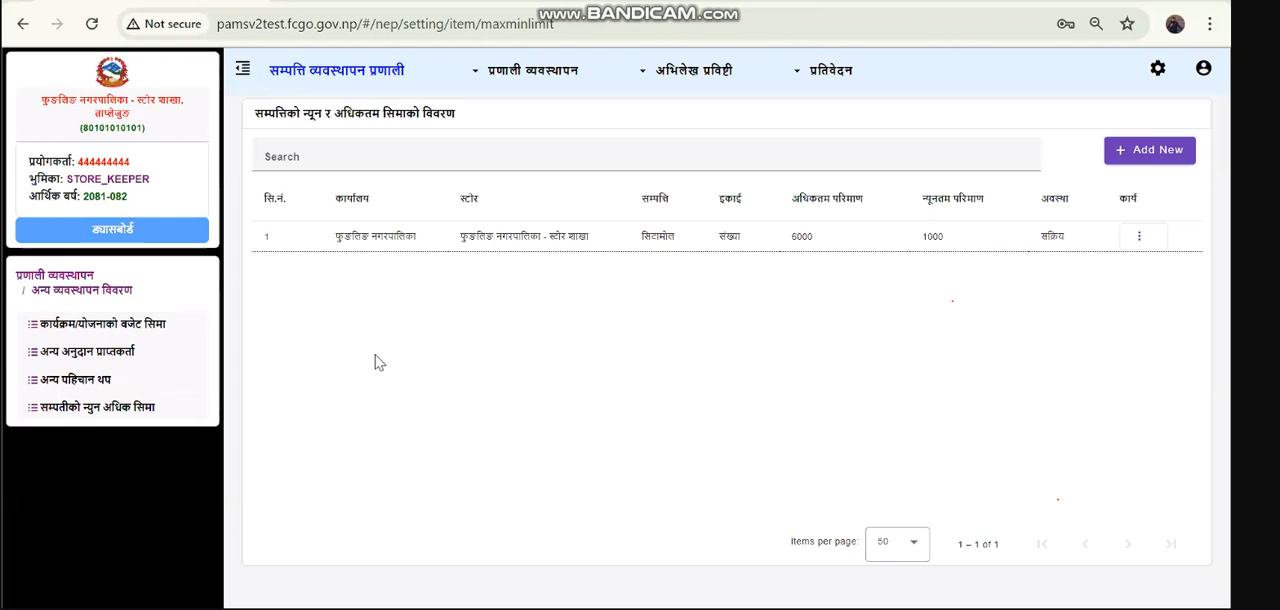 www.BANDICAM.com
Not secure
pamsv2test.fcgo.gov.np/#/nep/setting/item/maxminlimit
फुङलिङ नगरपालिका - स्टोर शाखा,
ताप्लेजुङ
(80101010101)
प्रयोगकर्ता: 444444444
भुमिका: STORE_KEEPER
आर्थिक बर्ष: 2081-082
ड्यासबोर्ड
प्रणाली व्यवस्थापन
/ अन्य व्यवस्थापन विवरण
कार्यक्रम/योजनाको बजेट सिमा
अन्य अनुदान प्राप्तकर्ता
अन्य पहिचान थप
सम्पतीको न्युन अधिक सिमा
सम्पत्ति व्यवस्थापन प्रणाली
प्रणाली व्यवस्थापन
अभिलेख प्रविष्टी
प्रतिवेदन
सम्पत्तिको न्यून र अधिकतम सिमाको विवरण
Search
+ Add New
सि.नं. कार्यालय स्टोर सम्पत्ति इकाई अधिकतम परिमाण न्यूनतम परिमाण अवस्था कार्य
1 फुङलिङ नगरपालिका फुङलिङ नगरपालिका - स्टोर शाखा सिटामोल संख्या 6000 1000 सक्रिय
Items per page: 50 1 – 1 of 1